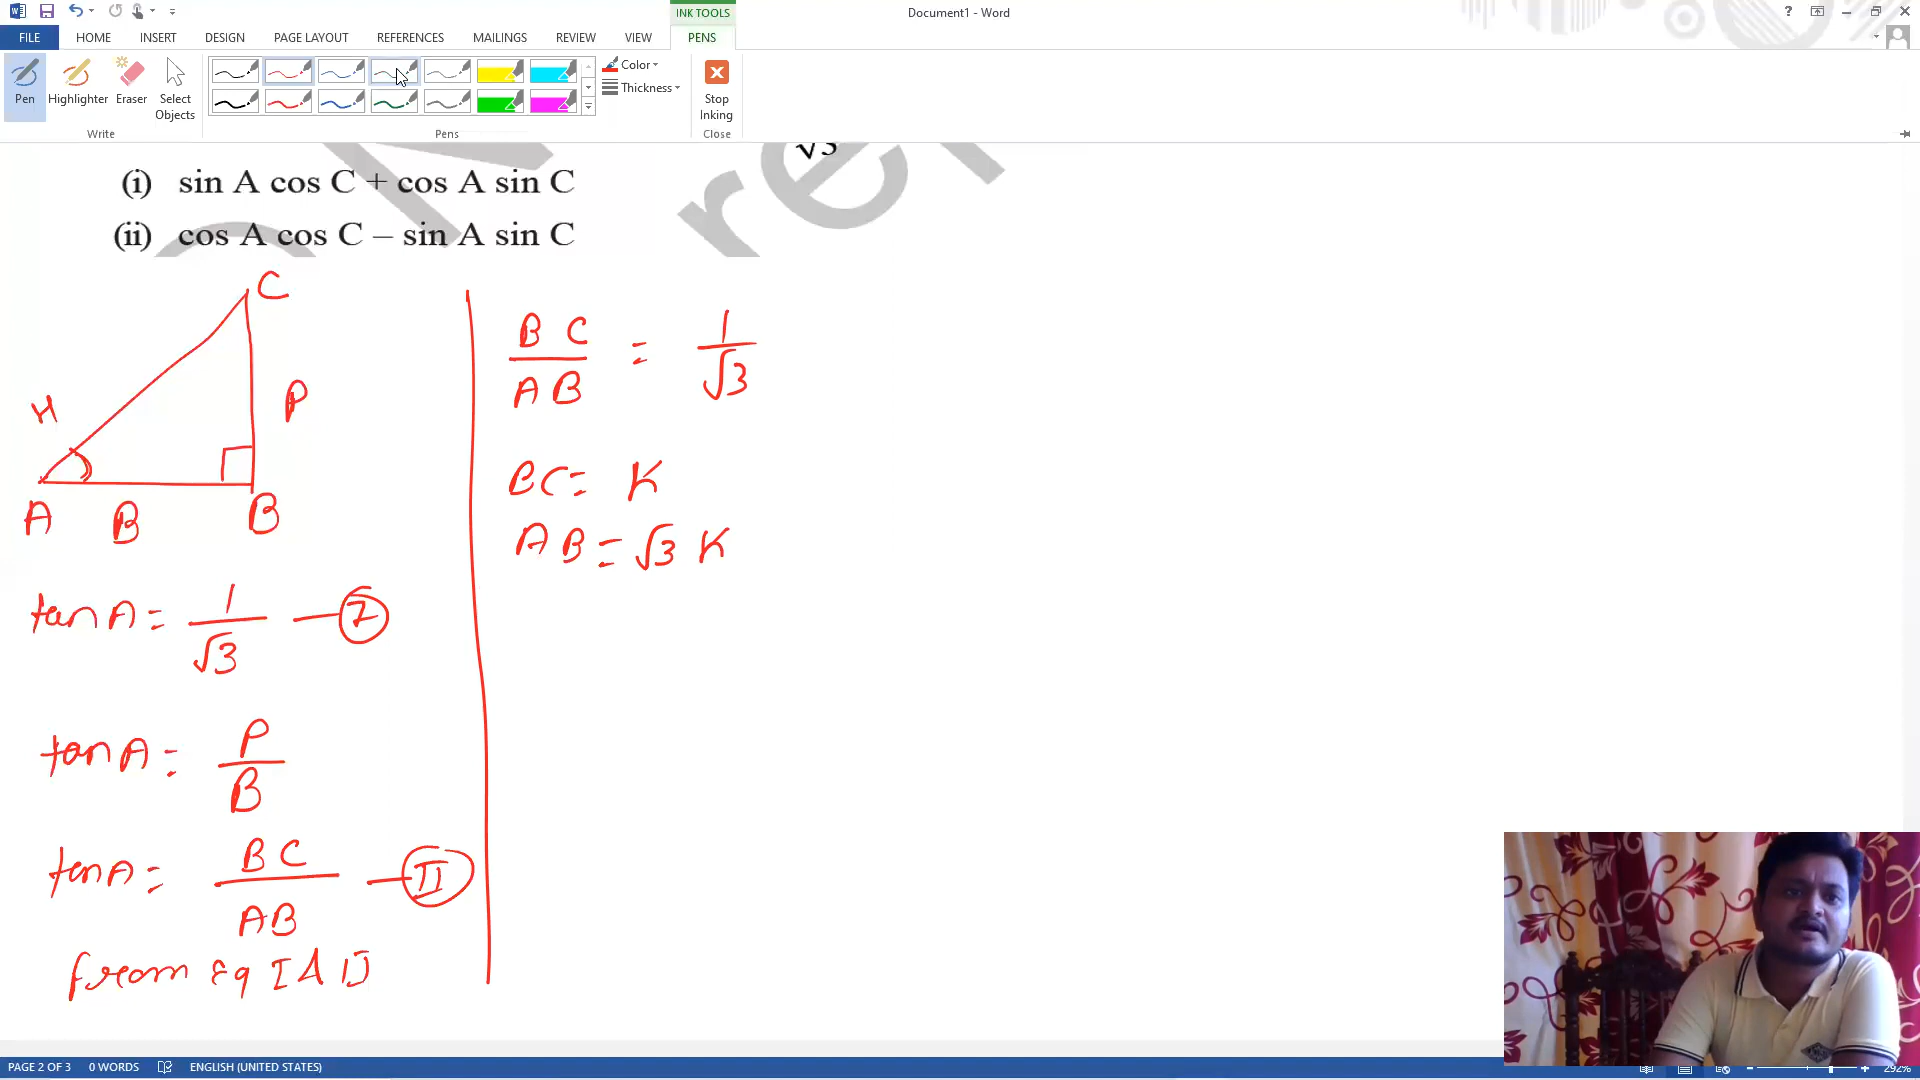 INK TOOLS
Document1 - Word
FILE HOME INSERT DESIGN PAGE LAYOUT REFERENCES MAILINGS REVIEW VIEW PENS
Pen Highlighter Eraser Select Objects
Color
Thickness
Stop Inking
Write Pens Close
√3
(i) sin A cos C + cos A sin C
(ii) cos A cos C – sin A sin C
C
H P
A B B
tan A = 1/√3 — I
tan A = P/B
tan A = BC/AB — II
from Eq I & II
BC/AB = 1/√3
BC = K
AB = √3 K
PAGE 2 OF 3 0 WORDS ENGLISH (UNITED STATES) 292%